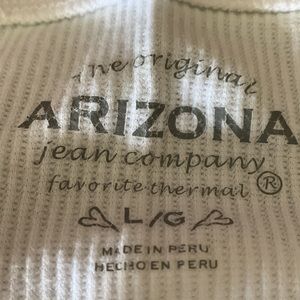 The original
ARIZONA
jean company
favorite thermal ®
L/G
MADE IN PERU
HECHO EN PERU